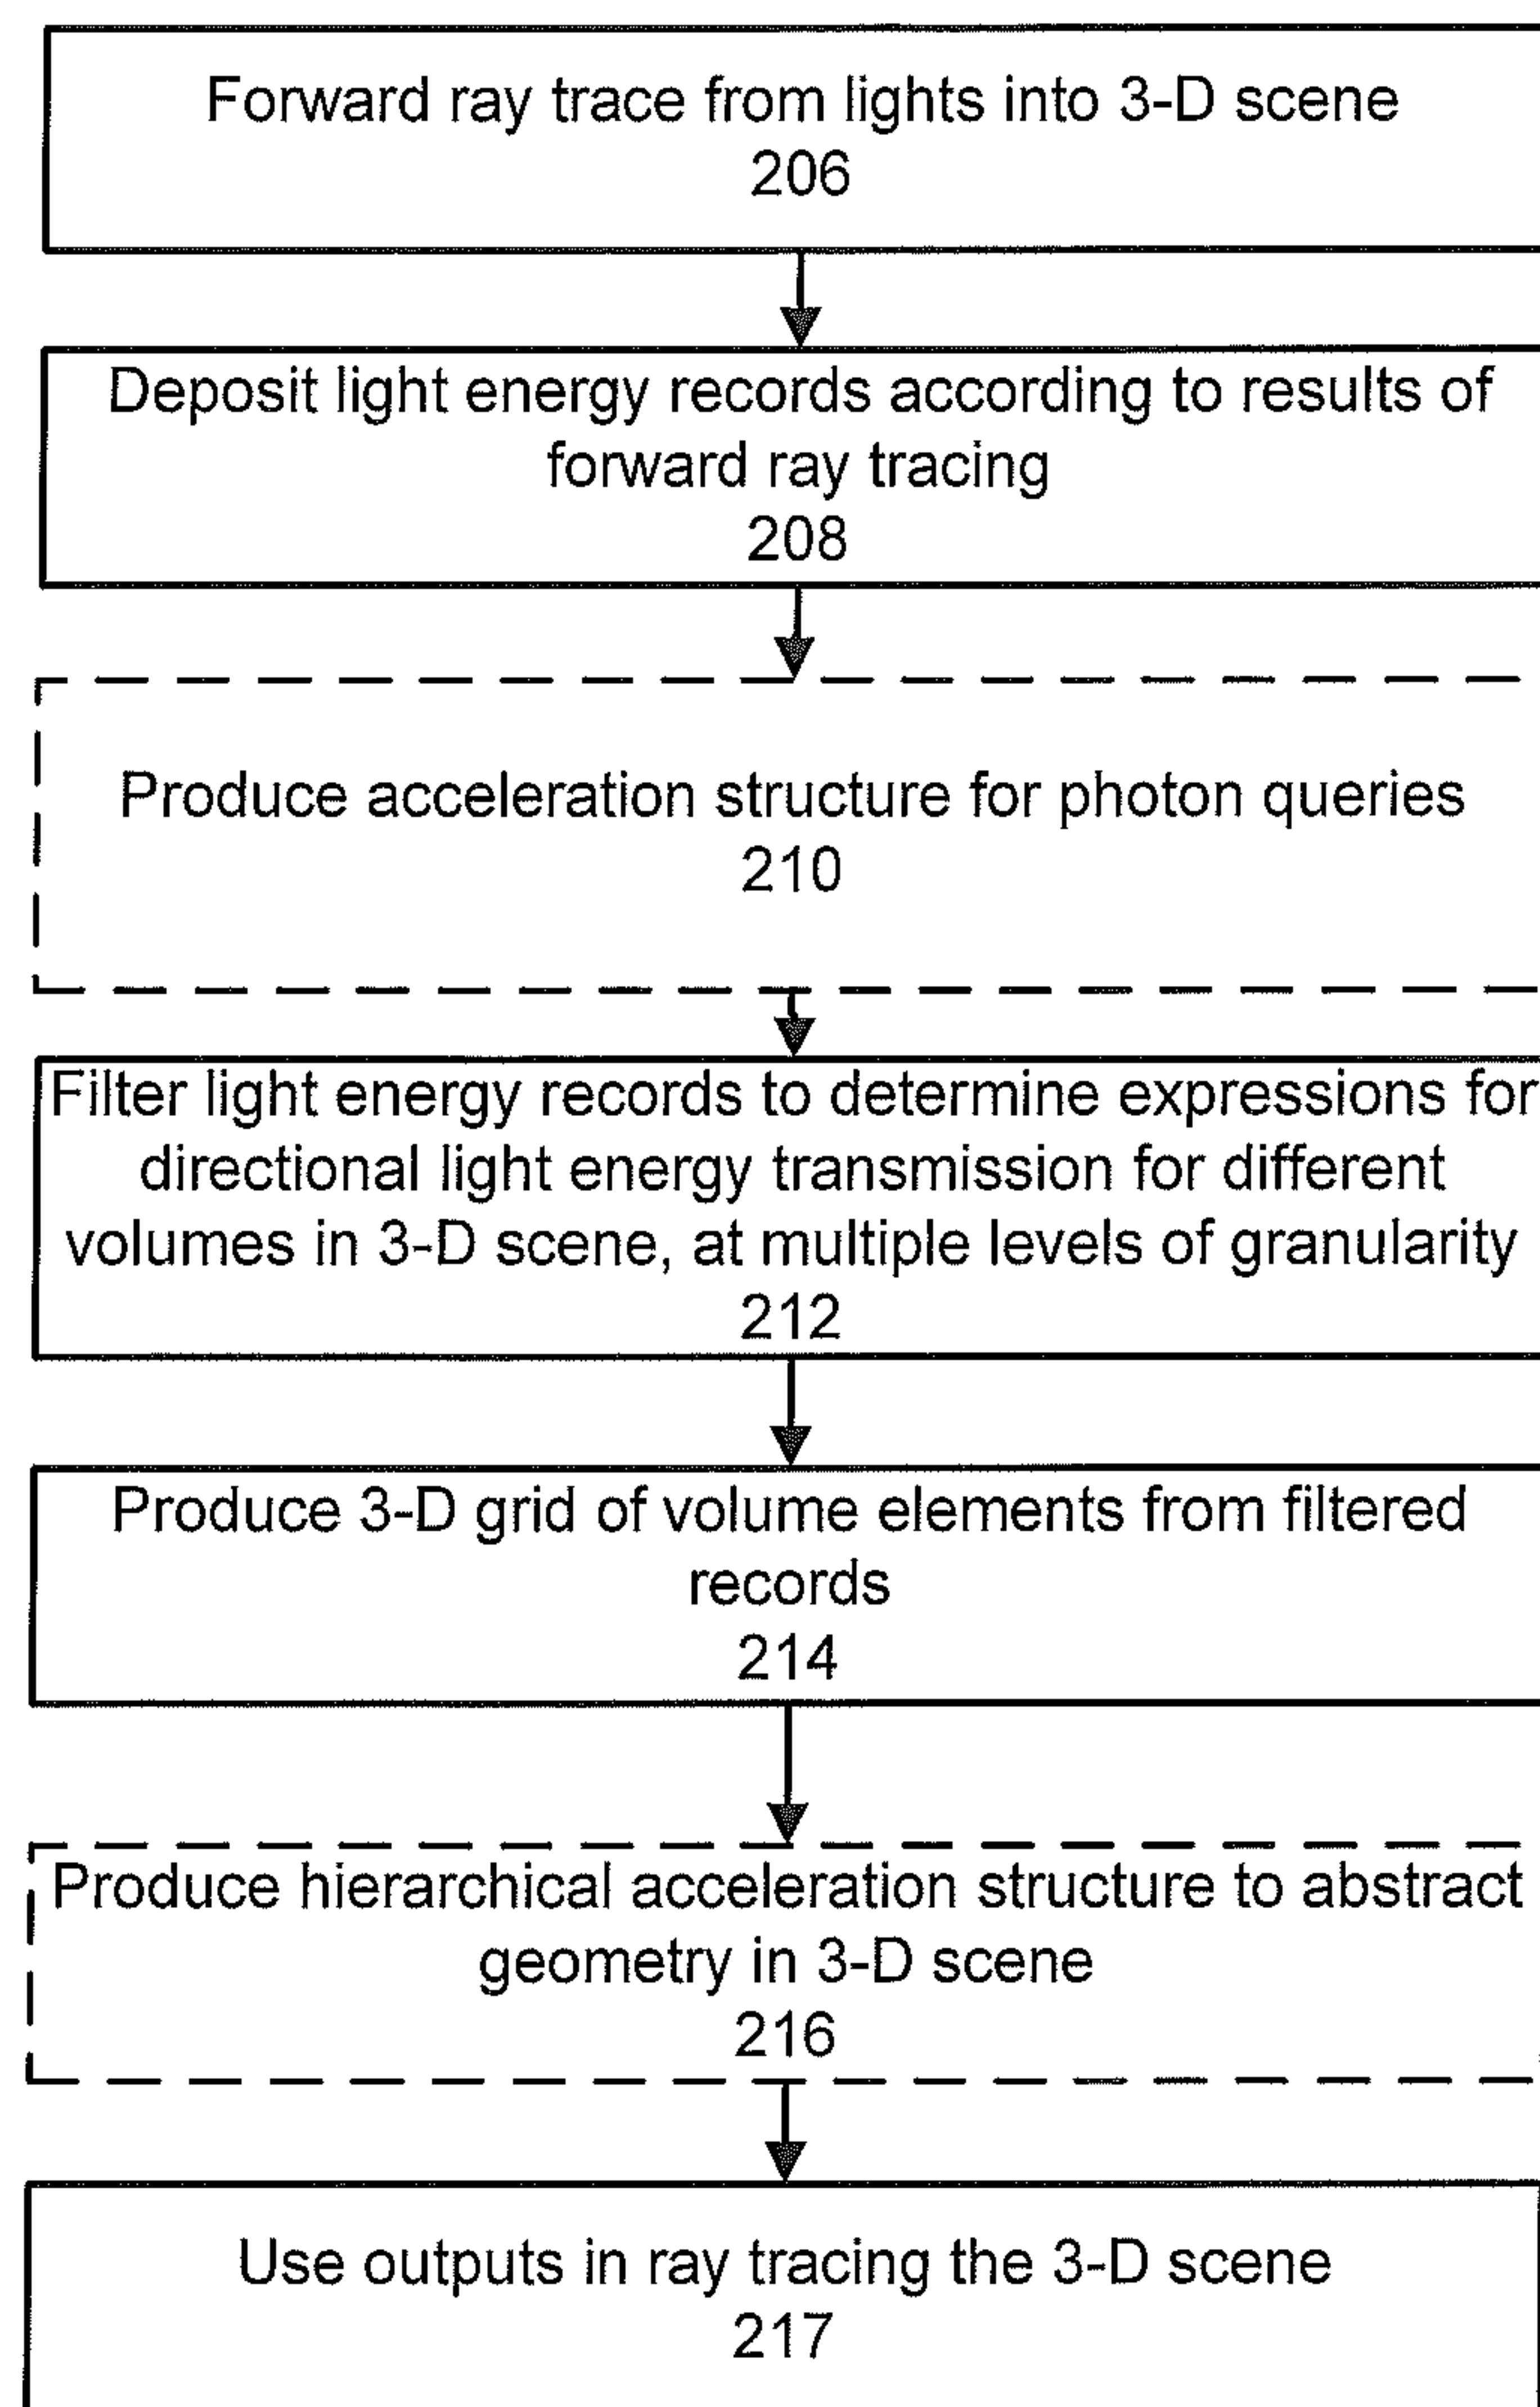 Forward ray trace from lights into 3-D scene
206
Deposit light energy records according to results of
forward ray tracing
208
Produce acceleration structure for photon queries
210
Filter light energy records to determine expressions for
directional light energy transmission for different
volumes in 3-D scene, at multiple levels of granularity
212
Produce 3-D grid of volume elements from filtered
records
214
Produce hierarchical acceleration structure to abstract
geometry in 3-D scene
216
Use outputs in ray tracing the 3-D scene
217